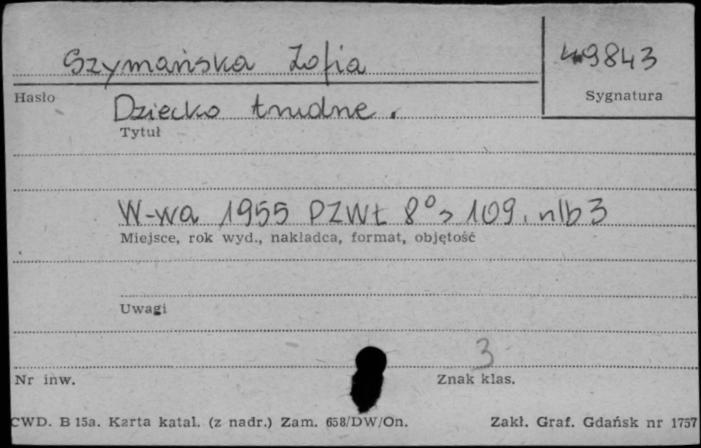 Szymańska Zofia
49843
Hasło
Sygnatura
Dziecko trudne.
Tytuł
W-wa 1955 PZWŁ 8° s 109. nlb 3
Miejsce, rok wyd., nakładca, format, objętość
Uwagi
3
Nr inw.
Znak klas.
CWD. B 15a. Karta katal. (z nadr.) Zam. 658/DW/On.
Zakł. Graf. Gdańsk nr 1757